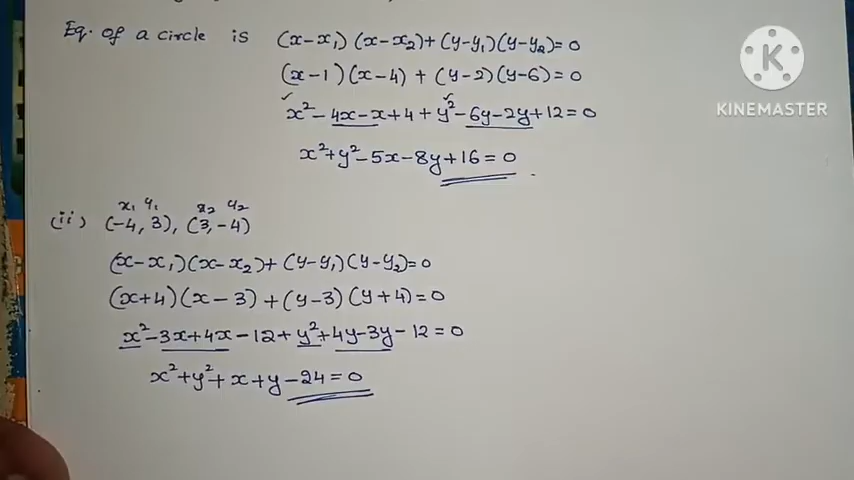 Eq. of a circle is (x-x₁) (x-x₂)+(y-y₁)(y-y₂)=0
(x-1)(x-4) + (y-2)(y-6)=0
x²-4x-x+4+y²-6y-2y+12=0
x²+y²-5x-8y+16=0
x₁ y₁ x₂ y₂
(ii) (-4, 3), (3,-4)
(x-x₁)(x-x₂)+(y-y₁)(y-y₂)=0
(x+4)(x-3)+(y-3)(y+4)=0
x²-3x+4x-12+y²+4y-3y-12=0
x²+y²+x+y-24=0
K
KINEMASTER